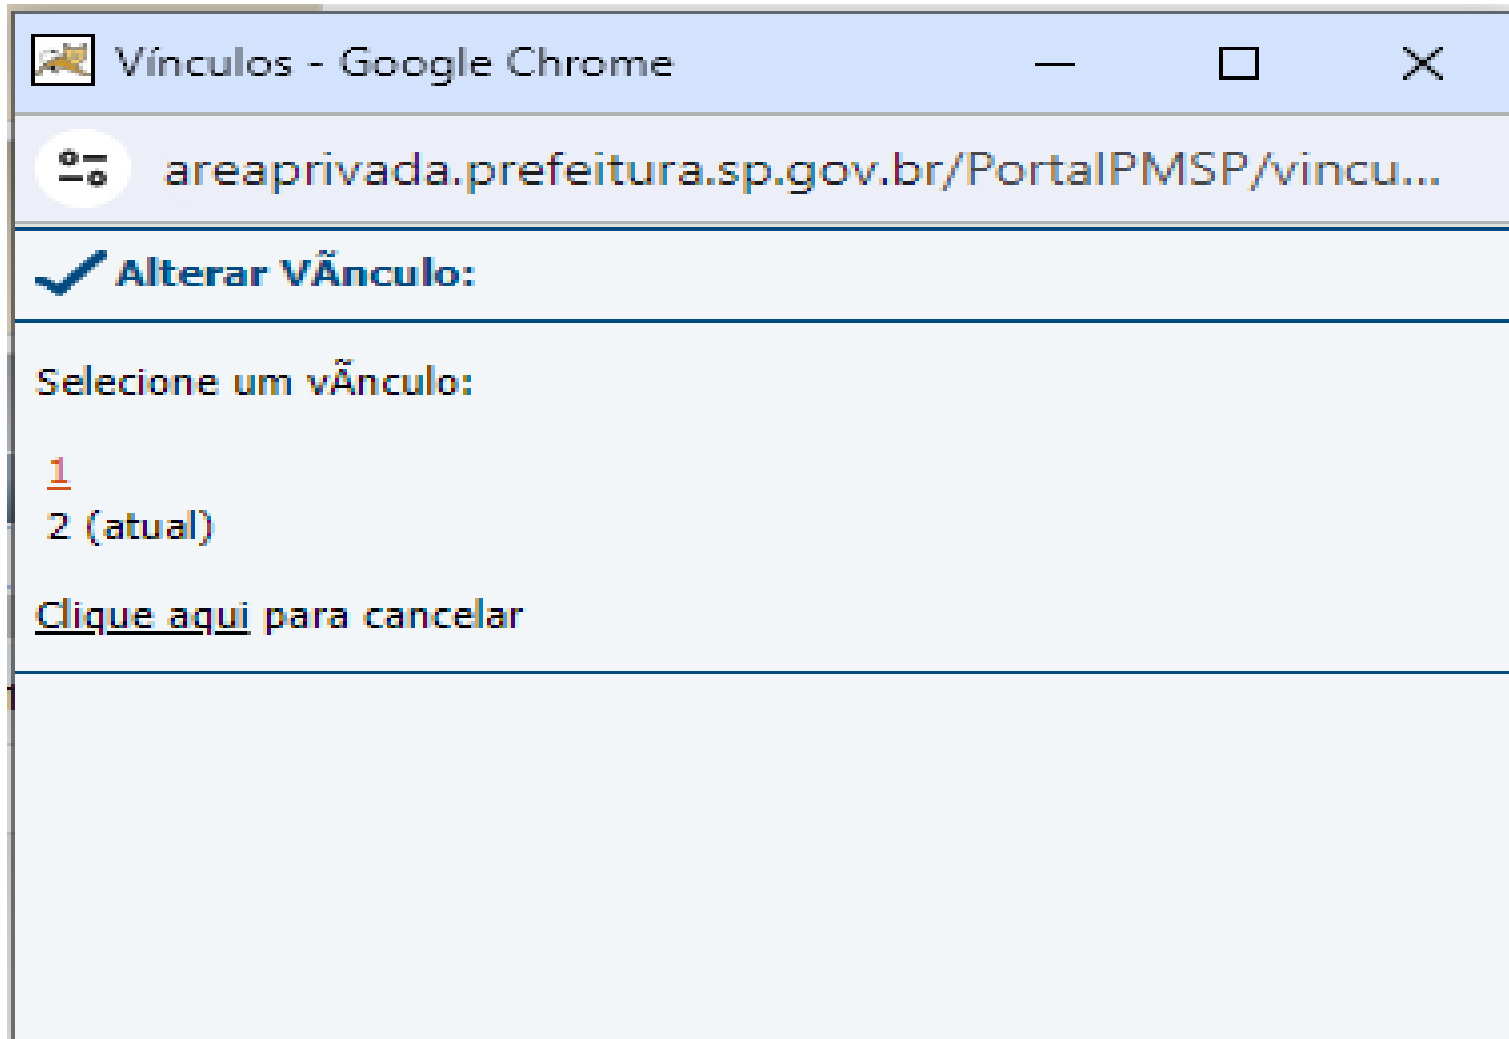 Vínculos - Google Chrome
areaprivada.prefeitura.sp.gov.br/PortalPMSP/vincu...
Alterar VÃnculo:
Selecione um vÃnculo:
1
2 (atual)
Clique aqui para cancelar